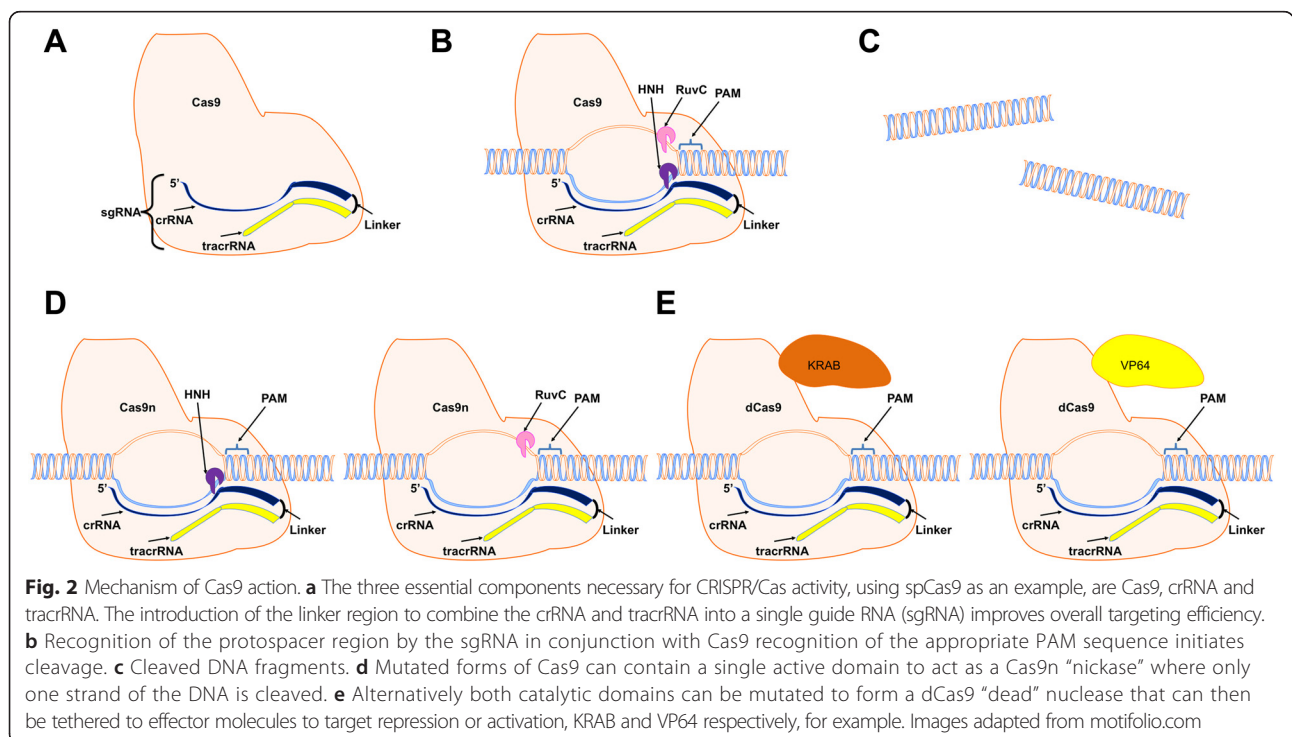 A
Cas9
5’
sgRNA
crRNA
Linker
tracrRNA
B
HNH
RuvC
PAM
Cas9
5’
crRNA
Linker
tracrRNA
C
D
HNH
PAM
Cas9n
5’
crRNA
Linker
tracrRNA
RuvC
PAM
Cas9n
5’
crRNA
Linker
tracrRNA
E
KRAB
dCas9
PAM
5’
crRNA
Linker
tracrRNA
VP64
dCas9
PAM
5’
crRNA
Linker
tracrRNA
Fig. 2 Mechanism of Cas9 action. a The three essential components necessary for CRISPR/Cas activity, using spCas9 as an example, are Cas9, crRNA and
tracrRNA. The introduction of the linker region to combine the crRNA and tracrRNA into a single guide RNA (sgRNA) improves overall targeting efficiency.
b Recognition of the protospacer region by the sgRNA in conjunction with Cas9 recognition of the appropriate PAM sequence initiates
cleavage. c Cleaved DNA fragments. d Mutated forms of Cas9 can contain a single active domain to act as a Cas9n “nickase” where only
one strand of the DNA is cleaved. e Alternatively both catalytic domains can be mutated to form a dCas9 “dead” nuclease that can then
be tethered to effector molecules to target repression or activation, KRAB and VP64 respectively, for example. Images adapted from motifolio.com